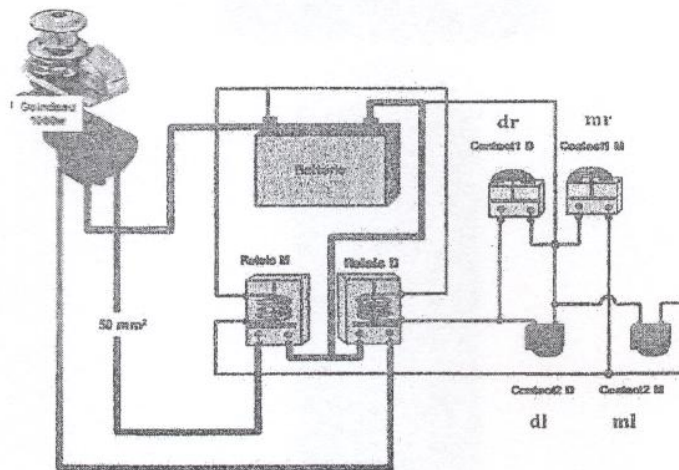 Guindeau
1000w
Batterie
dr
mr
Contact1 D
Contact1 M
Relais M
Relais D
50 mm²
Contact2 D
Contact2 M
dl
ml